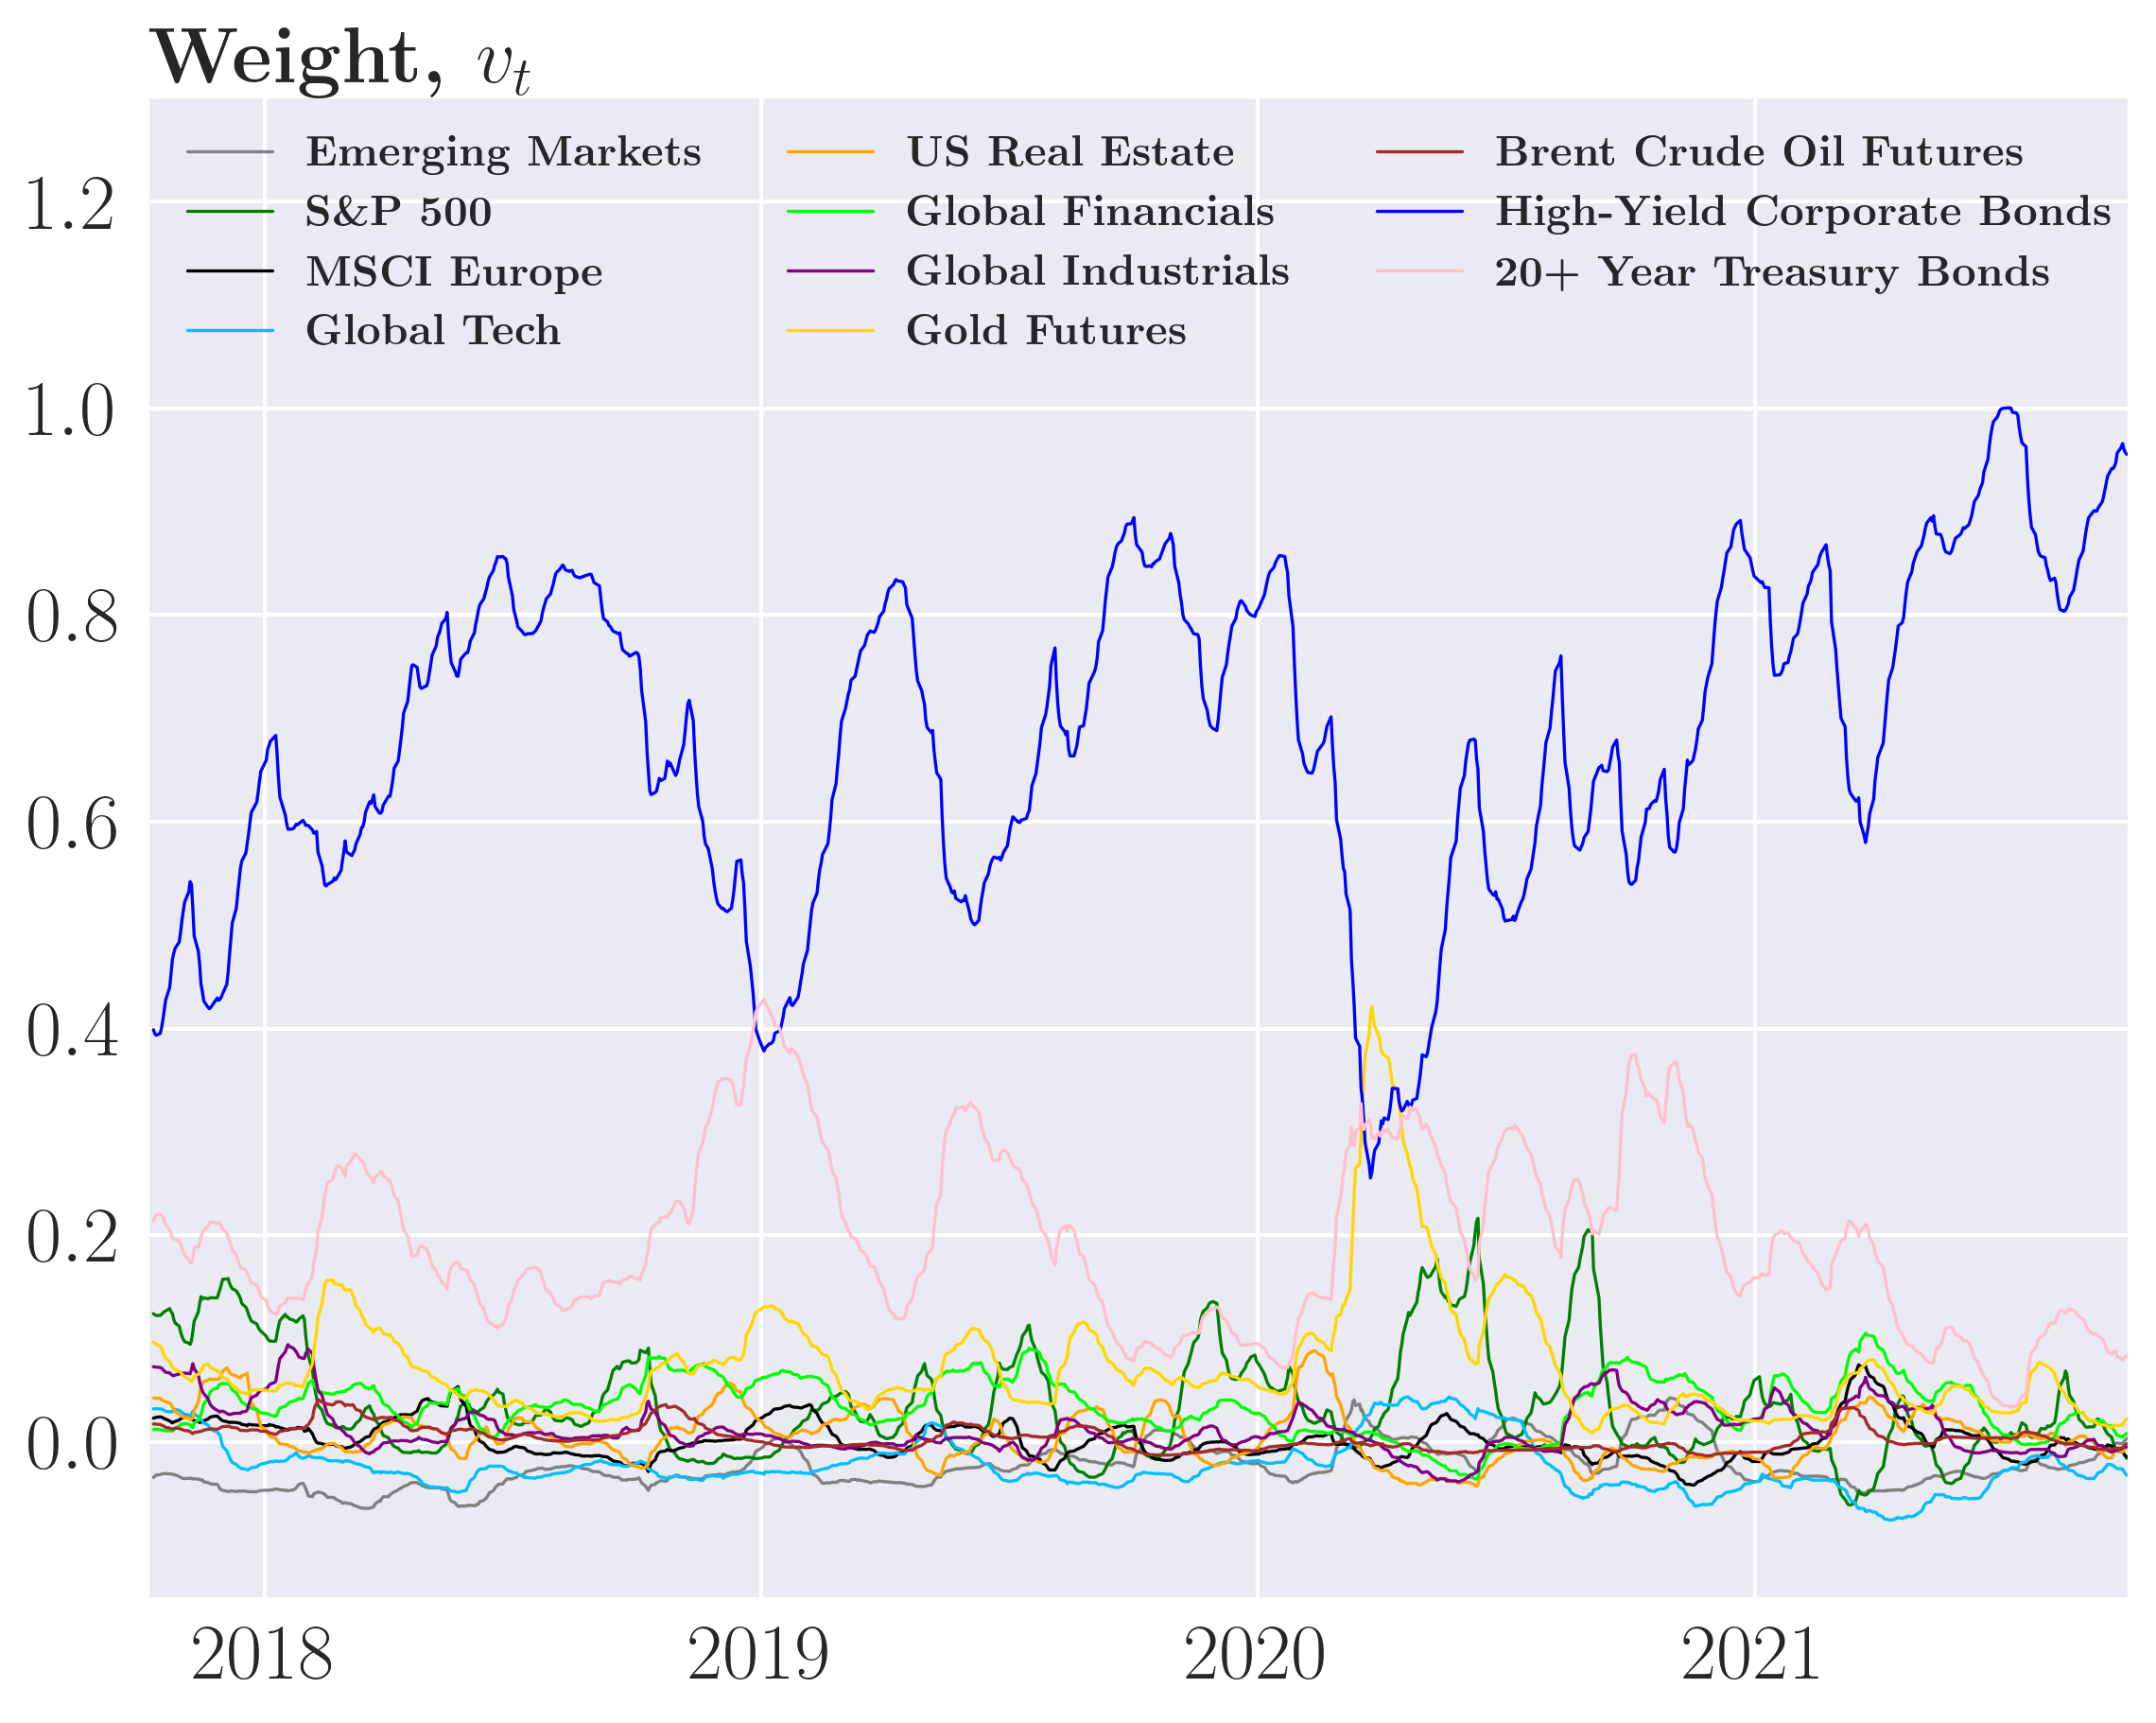 Weight, v_t
Emerging Markets
S&P 500
MSCI Europe
Global Tech
US Real Estate
Global Financials
Global Industrials
Gold Futures
Brent Crude Oil Futures
High-Yield Corporate Bonds
20+ Year Treasury Bonds
1.2
1.0
0.8
0.6
0.4
0.2
0.0
2018 2019 2020 2021